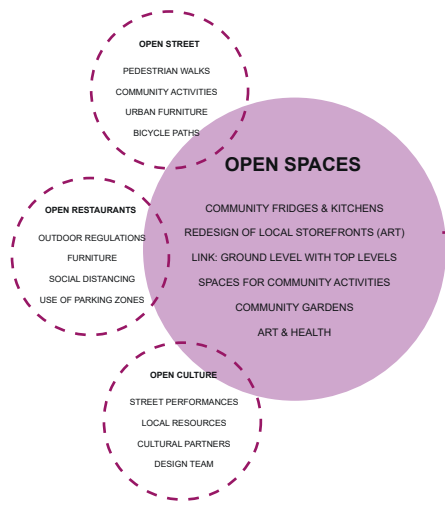 OPEN STREET
PEDESTRIAN WALKS
COMMUNITY ACTIVITIES
URBAN FURNITURE
BICYCLE PATHS
OPEN SPACES
COMMUNITY FRIDGES & KITCHENS
REDESIGN OF LOCAL STOREFRONTS (ART)
LINK: GROUND LEVEL WITH TOP LEVELS
SPACES FOR COMMUNITY ACTIVITIES
COMMUNITY GARDENS
ART & HEALTH
OPEN RESTAURANTS
OUTDOOR REGULATIONS
FURNITURE
SOCIAL DISTANCING
USE OF PARKING ZONES
OPEN CULTURE
STREET PERFORMANCES
LOCAL RESOURCES
CULTURAL PARTNERS
DESIGN TEAM